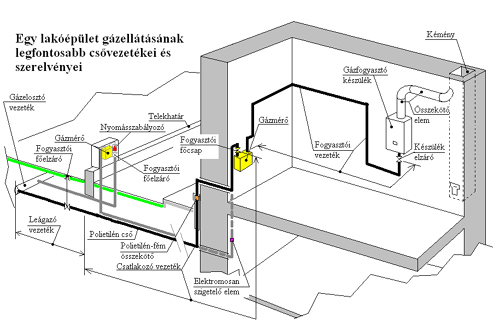 Egy lakóépület gázellátásának
legfontosabb csővezetékei és
szerelvényei
Kémény
Gázfogyasztó
készülék
Összekötő
elem
Gázelosztó
vezeték
Telekhatár
Nyomásszabályozó
Gázmérő
Fogyasztói
főelzáró
Fogyasztói
főcsap
Gázmérő
Fogyasztói
vezeték
Készülék
elzáró
Fogyasztói
főelzáró
Leágazó
vezeték
Polietilén cső
Polietilén-fém
összekötő
Csatlakozó vezeték
Elektromosan
szigetelő elem